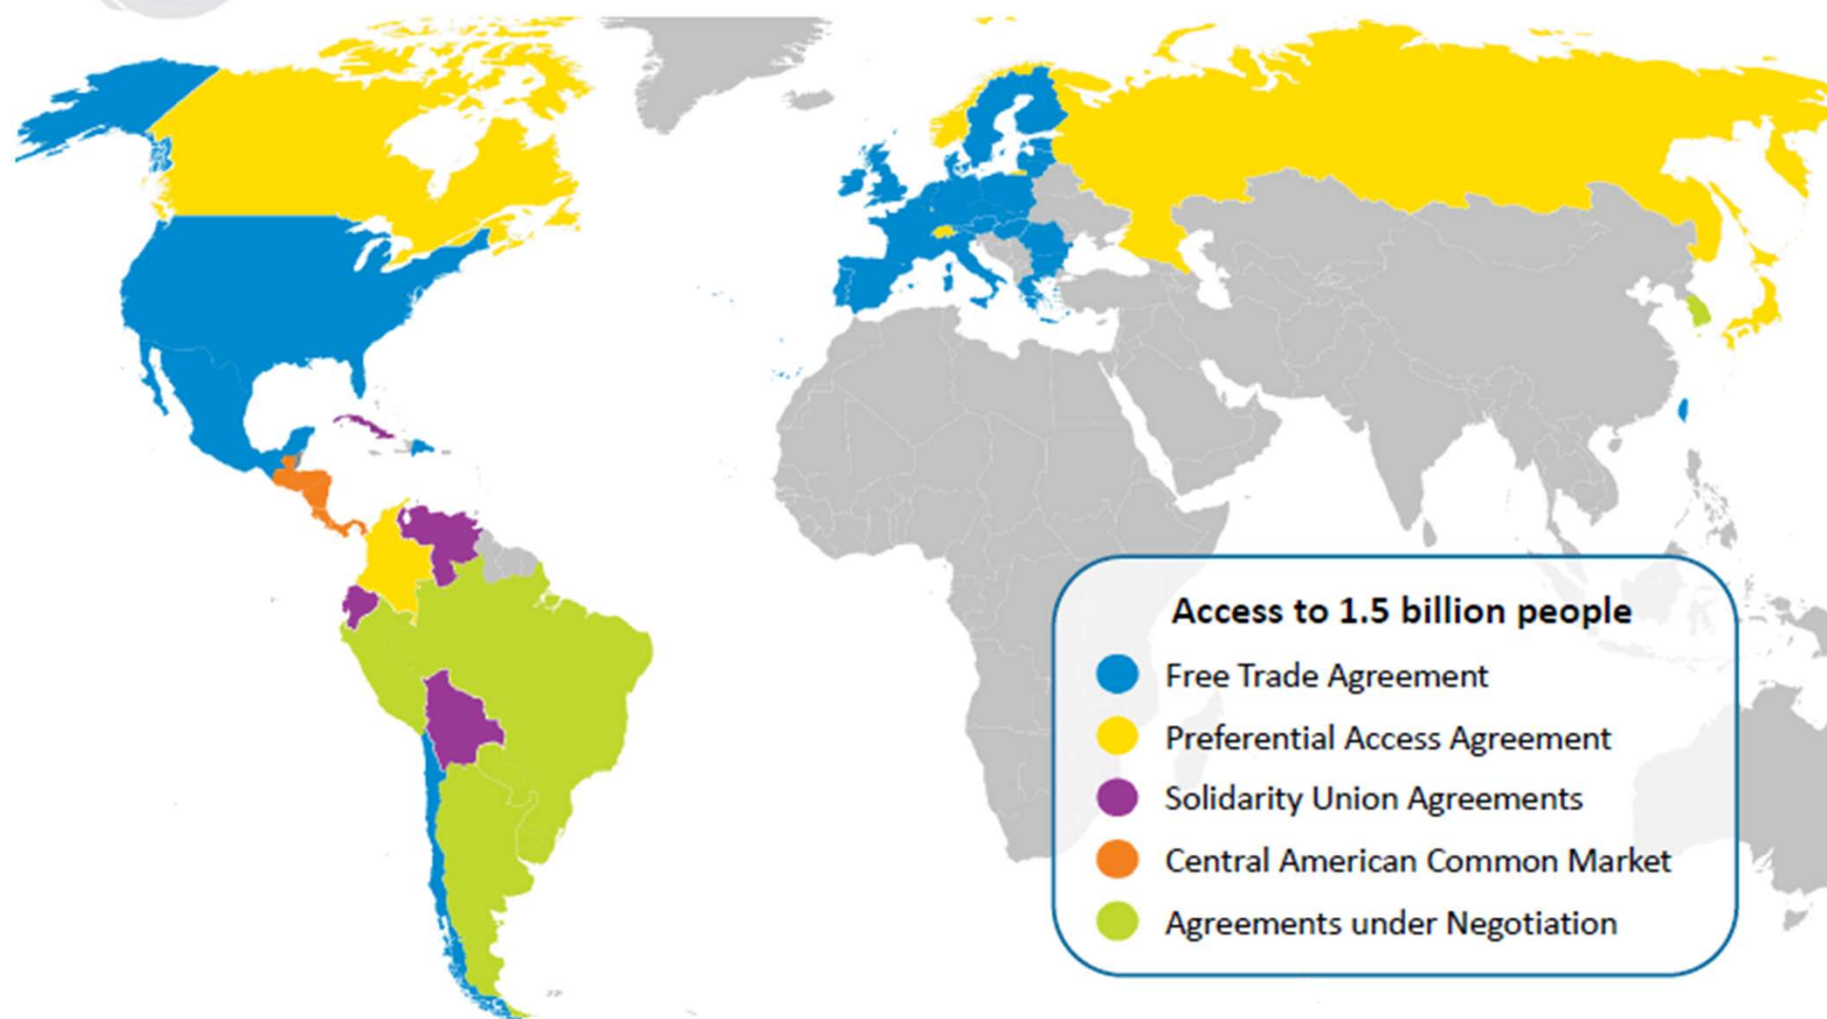 Access to 1.5 billion people
Free Trade Agreement
Preferential Access Agreement
Solidarity Union Agreements
Central American Common Market
Agreements under Negotiation